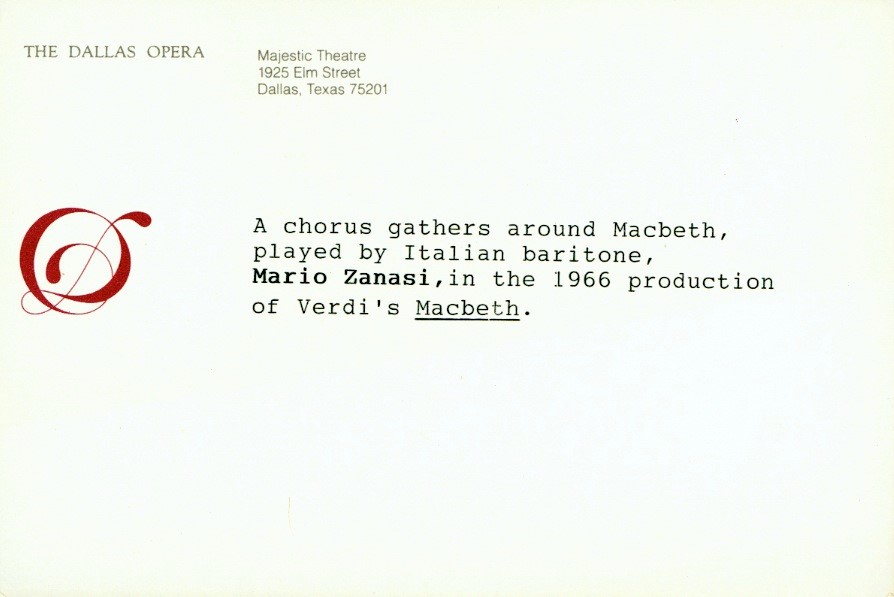 THE DALLAS OPERA
Majestic Theatre
1925 Elm Street
Dallas, Texas 75201
A chorus gathers around Macbeth,
played by Italian baritone,
Mario Zanasi,in the 1966 production
of Verdi's Macbeth.